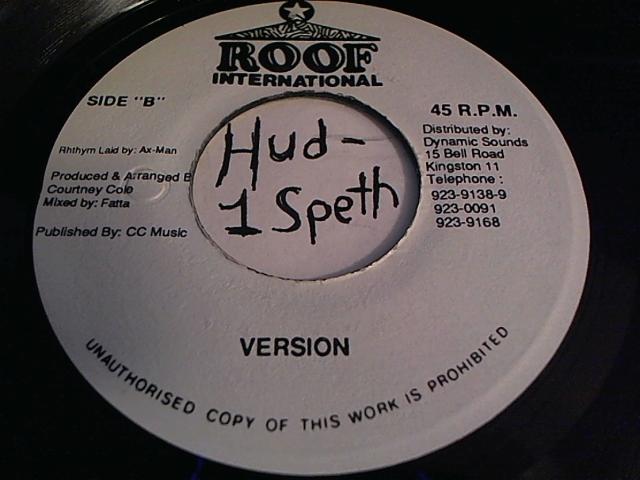 ROOF
INTERNATIONAL
SIDE "B"
Rhthym Laid by: Ax-Man
Produced & Arranged B
Courtney Cole
Mixed by: Fatta
Published By: CC Music
Hud-
1 Speth
45 R.P.M.
Distributed by:
Dynamic Sounds
15 Bell Road
Kingston 11
Telephone :
923-9138-9
923-0091
923-9168
VERSION
UNAUTHORISED COPY OF THIS WORK IS PROHIBITED